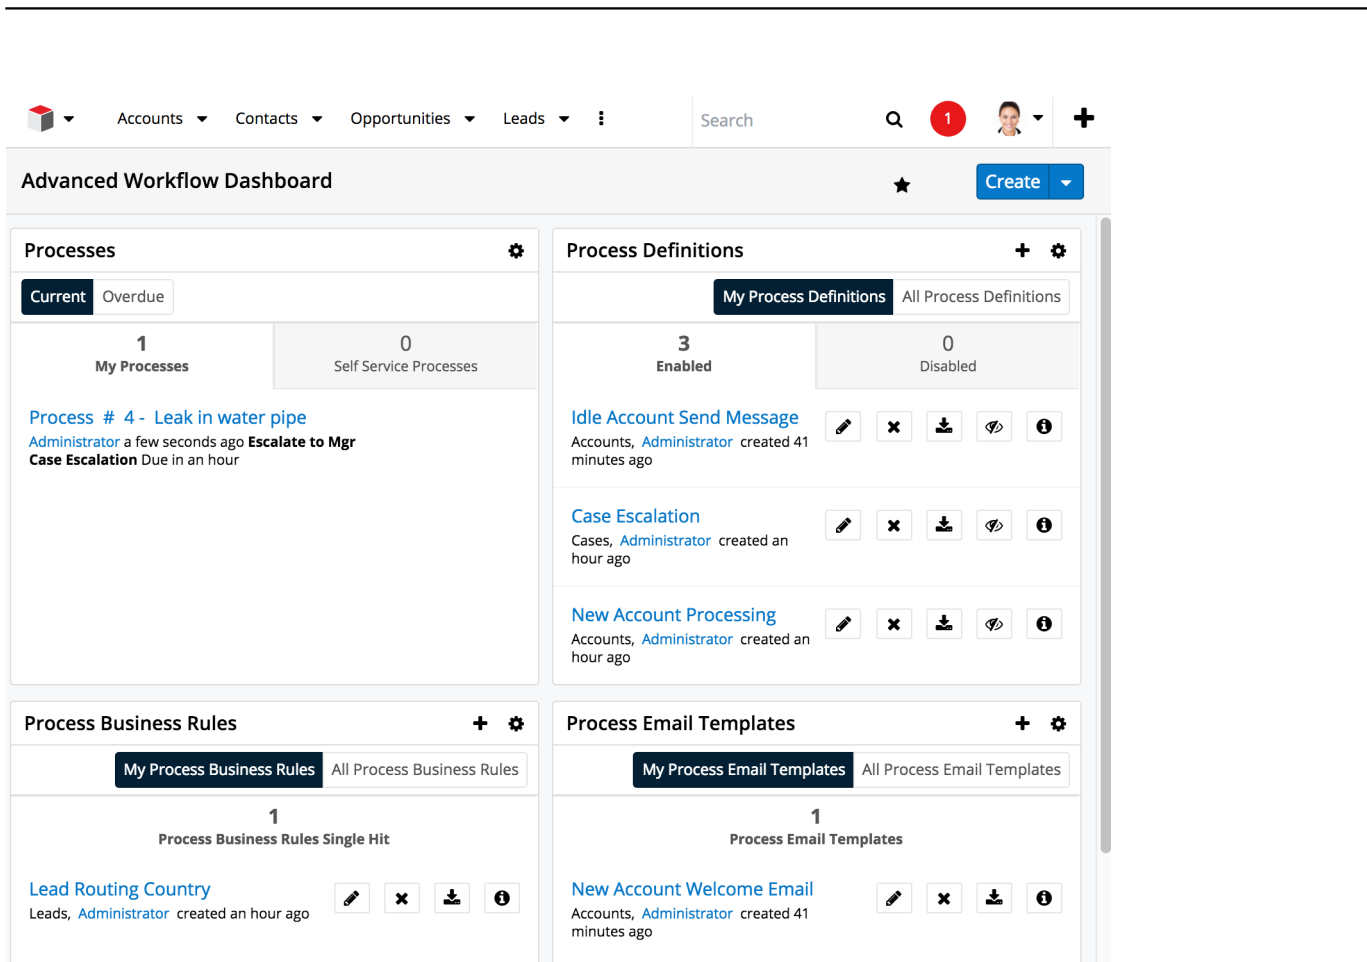 Accounts Contacts Opportunities Leads Search 1
Advanced Workflow Dashboard Create
Processes
Current Overdue
1 0
My Processes Self Service Processes
Process # 4 - Leak in water pipe
Administrator a few seconds ago Escalate to Mgr
Case Escalation Due in an hour
Process Definitions
My Process Definitions All Process Definitions
3 0
Enabled Disabled
Idle Account Send Message
Accounts, Administrator created 41
minutes ago
Case Escalation
Cases, Administrator created an
hour ago
New Account Processing
Accounts, Administrator created an
hour ago
Process Business Rules
My Process Business Rules All Process Business Rules
1
Process Business Rules Single Hit
Lead Routing Country
Leads, Administrator created an hour ago
Process Email Templates
My Process Email Templates All Process Email Templates
1
Process Email Templates
New Account Welcome Email
Accounts, Administrator created 41
minutes ago